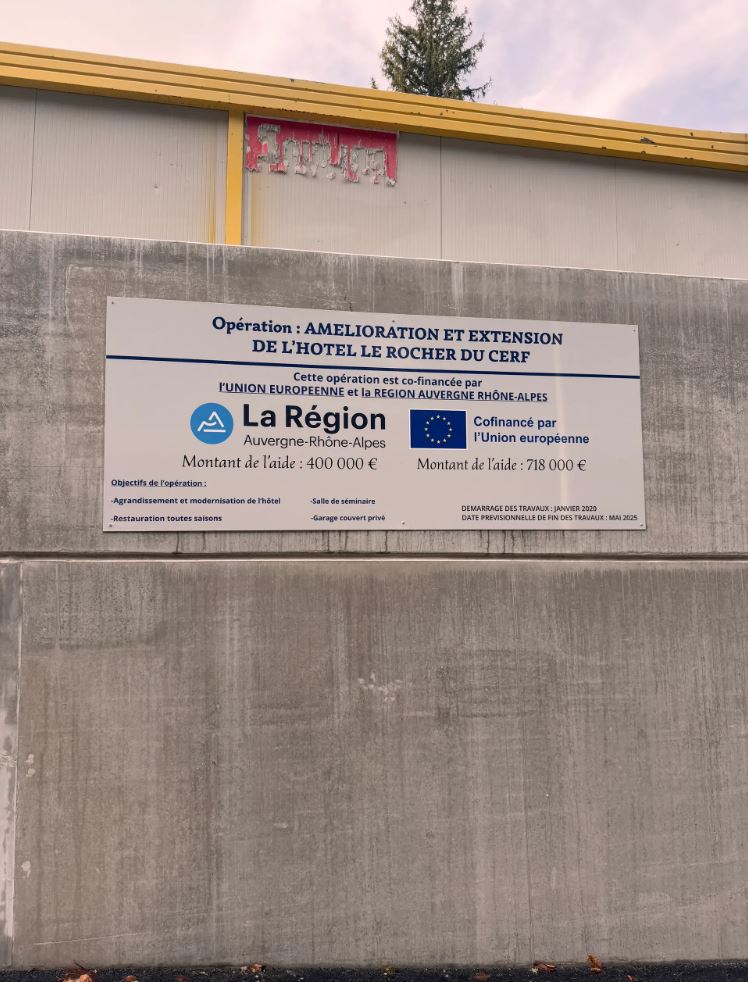 Opération : AMELIORATION ET EXTENSION
DE L'HOTEL LE ROCHER DU CERF
Cette opération est co-financée par
l'UNION EUROPEENNE et la REGION AUVERGNE RHÔNE-ALPES
La Région
Auvergne-Rhône-Alpes
Cofinancé par
l'Union européenne
Montant de l'aide : 400 000 €
Montant de l'aide : 718 000 €
Objectifs de l'opération :
-Agrandissement et modernisation de l'hôtel
-Salle de séminaire
-Restauration toutes saisons
-Garage couvert privé
DEMARRAGE DES TRAVAUX : JANVIER 2020
DATE PREVISIONNELLE DE FIN DES TRAVAUX : MAI 2025